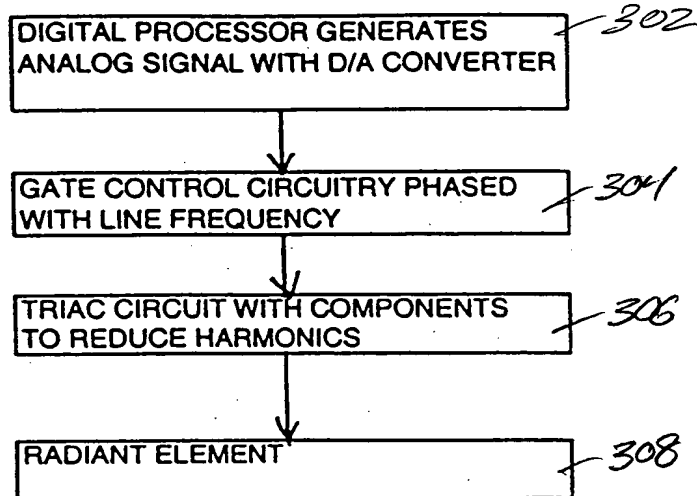 DIGITAL PROCESSOR GENERATES
ANALOG SIGNAL WITH D/A CONVERTER
302
GATE CONTROL CIRCUITRY PHASED
WITH LINE FREQUENCY
304
TRIAC CIRCUIT WITH COMPONENTS
TO REDUCE HARMONICS
306
RADIANT ELEMENT
308